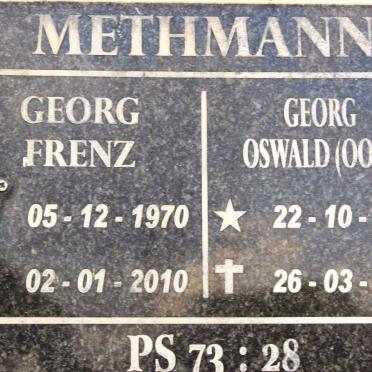 METHMANN
GEORG
FRENZ
05 - 12 - 1970
02 - 01 - 2010
GEORG
OSWALD (OO
22 - 10 -
26 - 03 -
PS 73 : 28